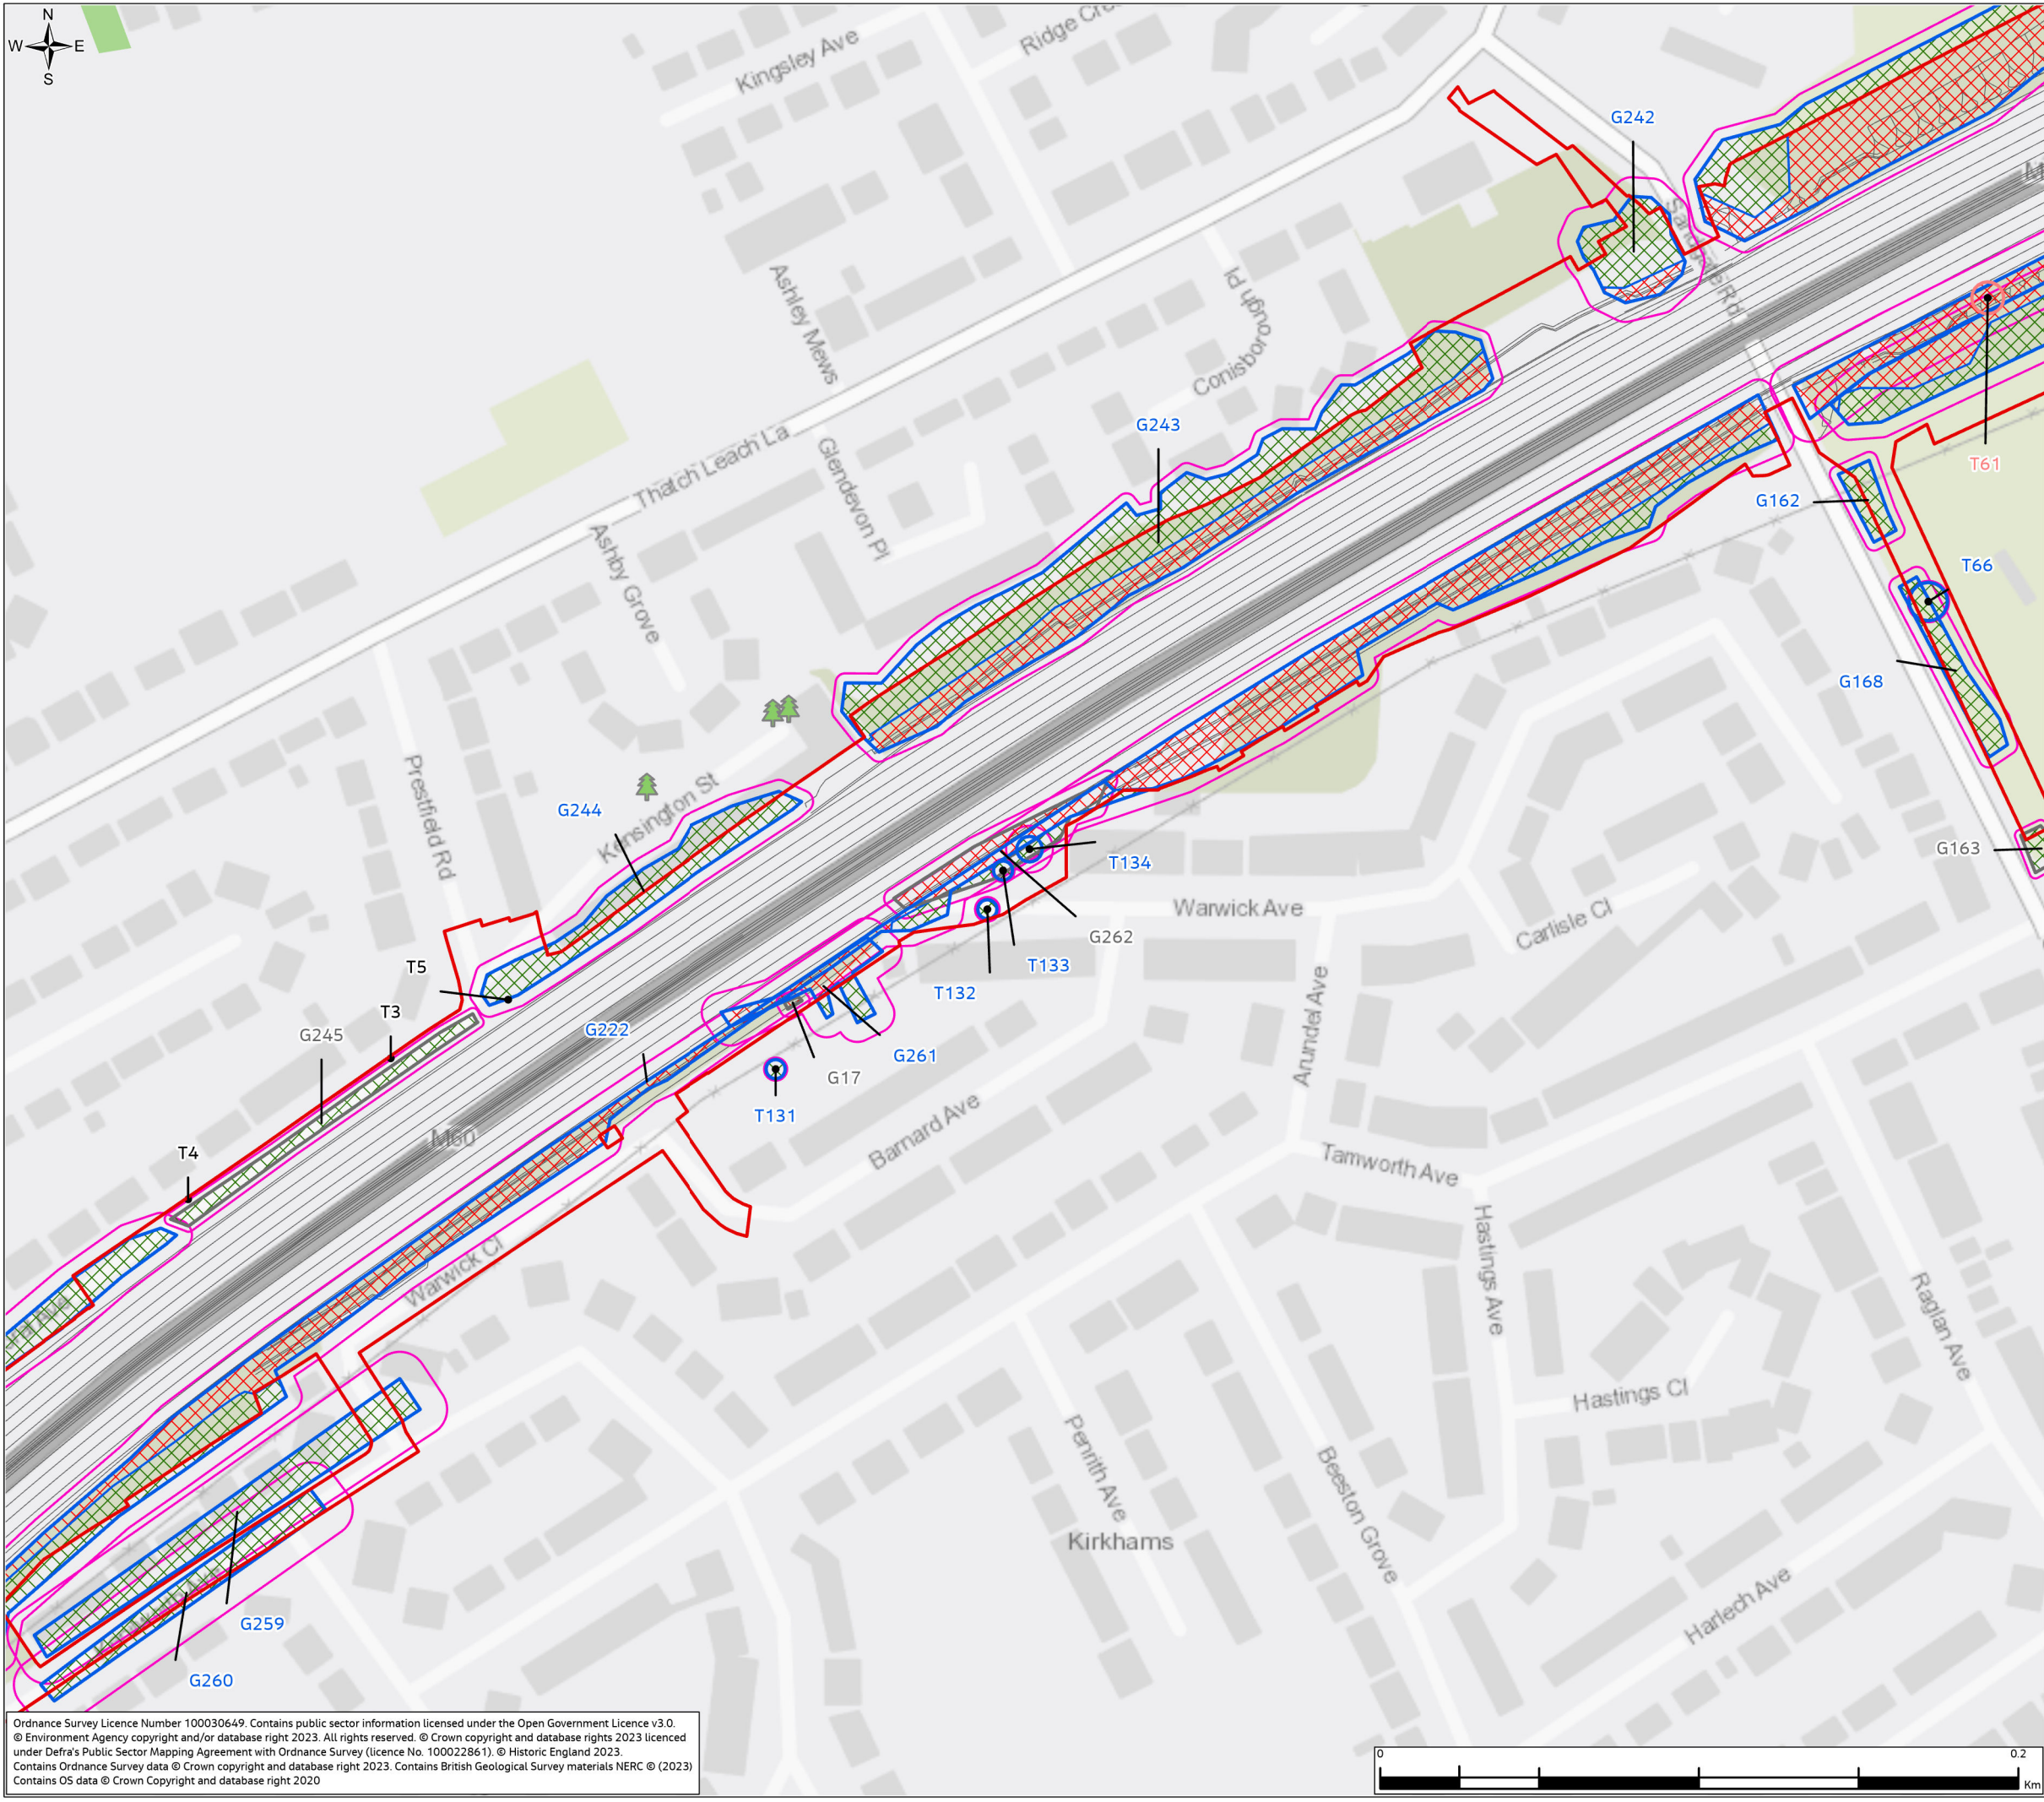 N
W E
S
Kingsley Ave
G242
Sandgate Rd
Ashley Mews
Conisborough Pl
G243
T61
Thatch Leach La
Glendevon Pl
G162
Ashby Grove
T66
G168
Prestfield Rd
Kensington St
G244
G163
T134
Warwick Ave
Carlisle Cl
G262
T133
T132
T5
T3
G245
G222
G261
G17
Arundel Ave
T131
Barnard Ave
M60
T4
Tamworth Ave
Warwick Cl
Hastings Ave
Raglan Ave
Hastings Cl
Penrith Ave
Beeston Grove
Kirkhams
Harlech Ave
G259
G260
Ordnance Survey Licence Number 100030649. Contains public sector information licensed under the Open Government Licence v3.0.
© Environment Agency copyright and/or database right 2023. All rights reserved. © Crown copyright and database rights 2023 licenced
under Defra's Public Sector Mapping Agreement with Ordnance Survey (licence No. 100022861). © Historic England 2023.
Contains Ordnance Survey data © Crown copyright and database right 2023. Contains British Geological Survey materials NERC © (2023)
Contains OS data © Crown Copyright and database right 2020
0 0.2
Km